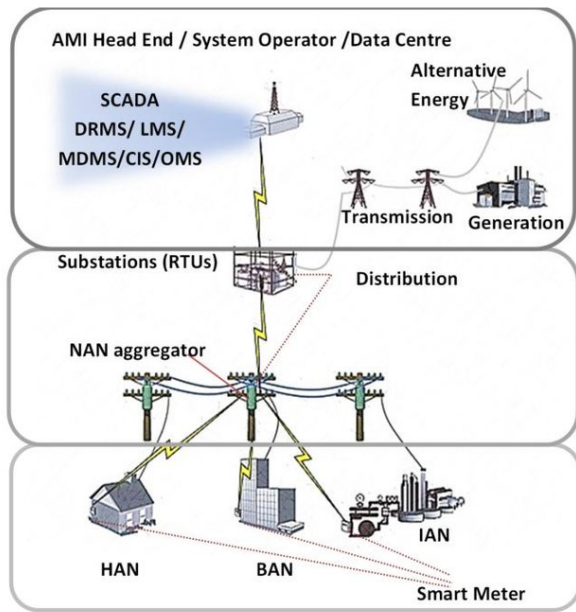 AMI Head End / System Operator /Data Centre
SCADA
DRMS/ LMS/
MDMS/CIS/OMS
Alternative
Energy
Transmission
Generation
Substations (RTUs)
Distribution
NAN aggregator
HAN
BAN
IAN
Smart Meter